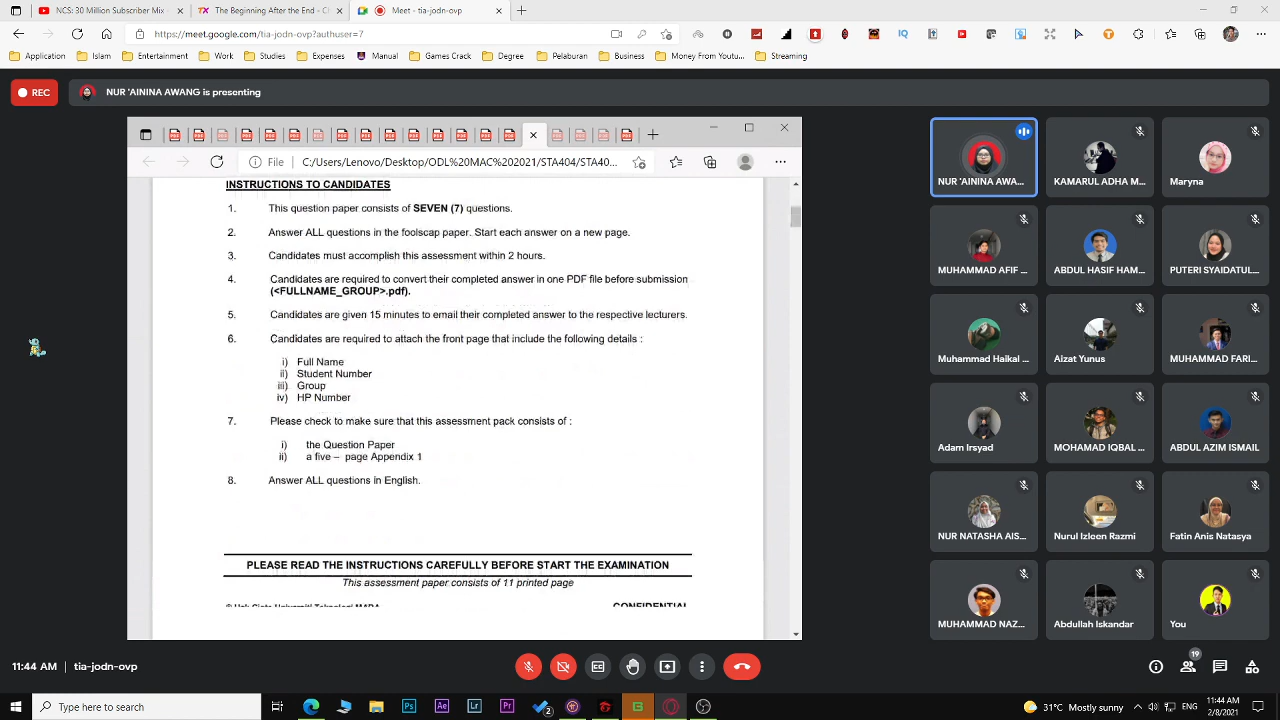 NCS: 30 Million Subscriber Mix
The Beginning After the End - C
Meet - tia-jodn-ovp
https://meet.google.com/tia-jodn-ovp?authuser=7
Application
Islam
Entertainment
Work
Studies
Expenses
Manual
Games Crack
Degree
Pelaburan
Business
Money From Youtu...
Streaming
REC
NUR 'AININA AWANG is presenting
File
C:/Users/Lenovo/Desktop/ODL%20MAC%202021/STA404/STA40...
INSTRUCTIONS TO CANDIDATES
1. This question paper consists of SEVEN (7) questions.
2. Answer ALL questions in the foolscap paper. Start each answer on a new page.
3. Candidates must accomplish this assessment within 2 hours.
4. Candidates are required to convert their completed answer in one PDF file before submission
(<FULLNAME_GROUP>.pdf).
5. Candidates are given 15 minutes to email their completed answer to the respective lecturers.
6. Candidates are required to attach the front page that include the following details :
i) Full Name
ii) Student Number
iii) Group
iv) HP Number
7. Please check to make sure that this assessment pack consists of :
i) the Question Paper
ii) a five – page Appendix 1
8. Answer ALL questions in English.
PLEASE READ THE INSTRUCTIONS CAREFULLY BEFORE START THE EXAMINATION
This assessment paper consists of 11 printed page
© Hak Cipta Universiti Teknologi MARA
CONFIDENTIAL
NUR 'AININA AWA...
KAMARUL ADHA M...
Maryna
MUHAMMAD AFIF ...
ABDUL HASIF HAM...
PUTERI SYAIDATUL...
Muhammad Haikal ...
Aizat Yunus
MUHAMMAD FARI...
Adam Irsyad
MOHAMAD IQBAL ...
ABDUL AZIM ISMAIL
NUR NATASHA AIS...
Nurul Izleen Razmi
Fatin Anis Natasya
MUHAMMAD NAZ...
Abdullah Iskandar
You
11:44 AM
tia-jodn-ovp
19
Type here to search
Ps
Ae
Lr
Pr
2
31°C Mostly sunny
ENG
11:44 AM
2/8/2021